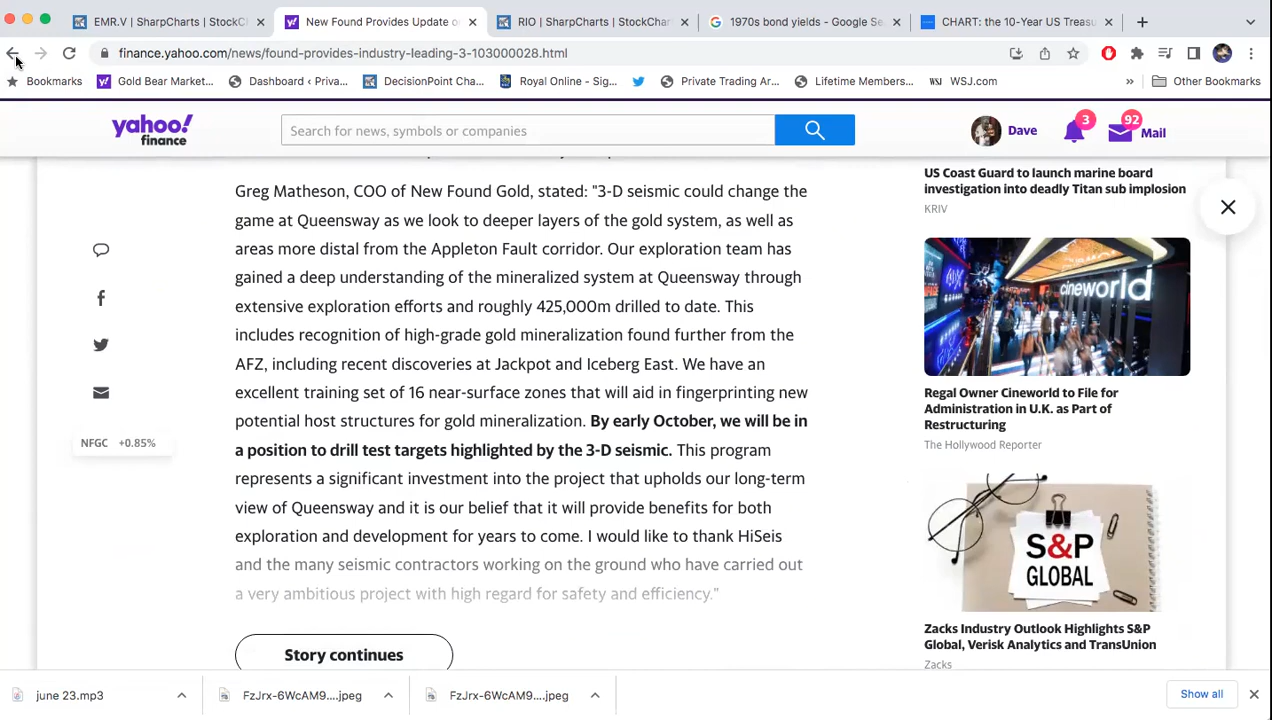 EMR.V | SharpCharts | StockCh
New Found Provides Update o
RIO | SharpCharts | StockChar
1970s bond yields - Google Se
CHART: the 10-Year US Treasu
finance.yahoo.com/news/found-provides-industry-leading-3-103000028.html
Bookmarks
Gold Bear Market...
Dashboard ‹ Priva...
DecisionPoint Cha...
Royal Online - Sig...
Private Trading Ar...
Lifetime Members...
WSJ WSJ.com
»
Other Bookmarks
yahoo!
finance
Search for news, symbols or companies
Dave
3
92
Mail
Greg Matheson, COO of New Found Gold, stated: "3-D seismic could change the
game at Queensway as we look to deeper layers of the gold system, as well as
areas more distal from the Appleton Fault corridor. Our exploration team has
gained a deep understanding of the mineralized system at Queensway through
extensive exploration efforts and roughly 425,000m drilled to date. This
includes recognition of high-grade gold mineralization found further from the
AFZ, including recent discoveries at Jackpot and Iceberg East. We have an
excellent training set of 16 near-surface zones that will aid in fingerprinting new
potential host structures for gold mineralization. By early October, we will be in
a position to drill test targets highlighted by the 3-D seismic. This program
represents a significant investment into the project that upholds our long-term
view of Queensway and it is our belief that it will provide benefits for both
exploration and development for years to come. I would like to thank HiSeis
and the many seismic contractors working on the ground who have carried out
a very ambitious project with high regard for safety and efficiency."
Story continues
NFGC +0.85%
US Coast Guard to launch marine board
investigation into deadly Titan sub implosion
KRIV
cineworld
Regal Owner Cineworld to File for
Administration in U.K. as Part of
Restructuring
The Hollywood Reporter
S&P
GLOBAL
Zacks Industry Outlook Highlights S&P
Global, Verisk Analytics and TransUnion
Zacks
june 23.mp3
FzJrx-6WcAM9....jpeg
FzJrx-6WcAM9....jpeg
Show all